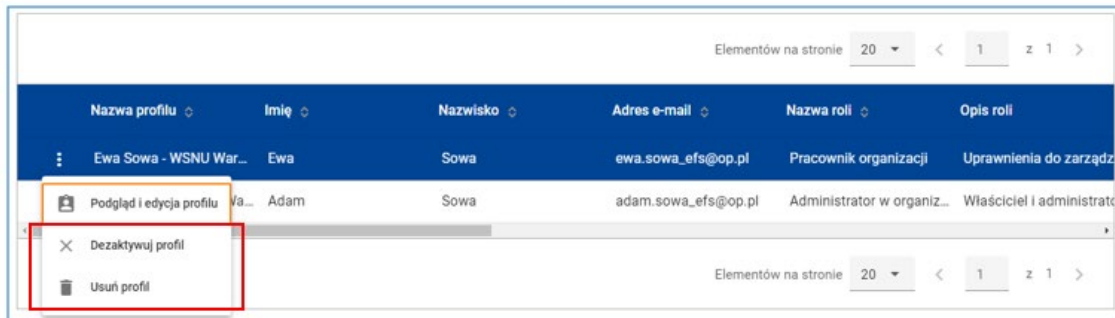 Elementów na stronie 20 1 z 1
Nazwa profilu Imię Nazwisko Adres e-mail Nazwa roli Opis roli
Ewa Sowa - WSNU War... Ewa Sowa ewa.sowa_efs@op.pl Pracownik organizacji Uprawnienia do zarządz
Podgląd i edycja profilu Adam Sowa adam.sowa_efs@op.pl Administrator w organiz... Właściciel i administrato
Dezaktywuj profil
Usuń profil
Elementów na stronie 20 1 z 1